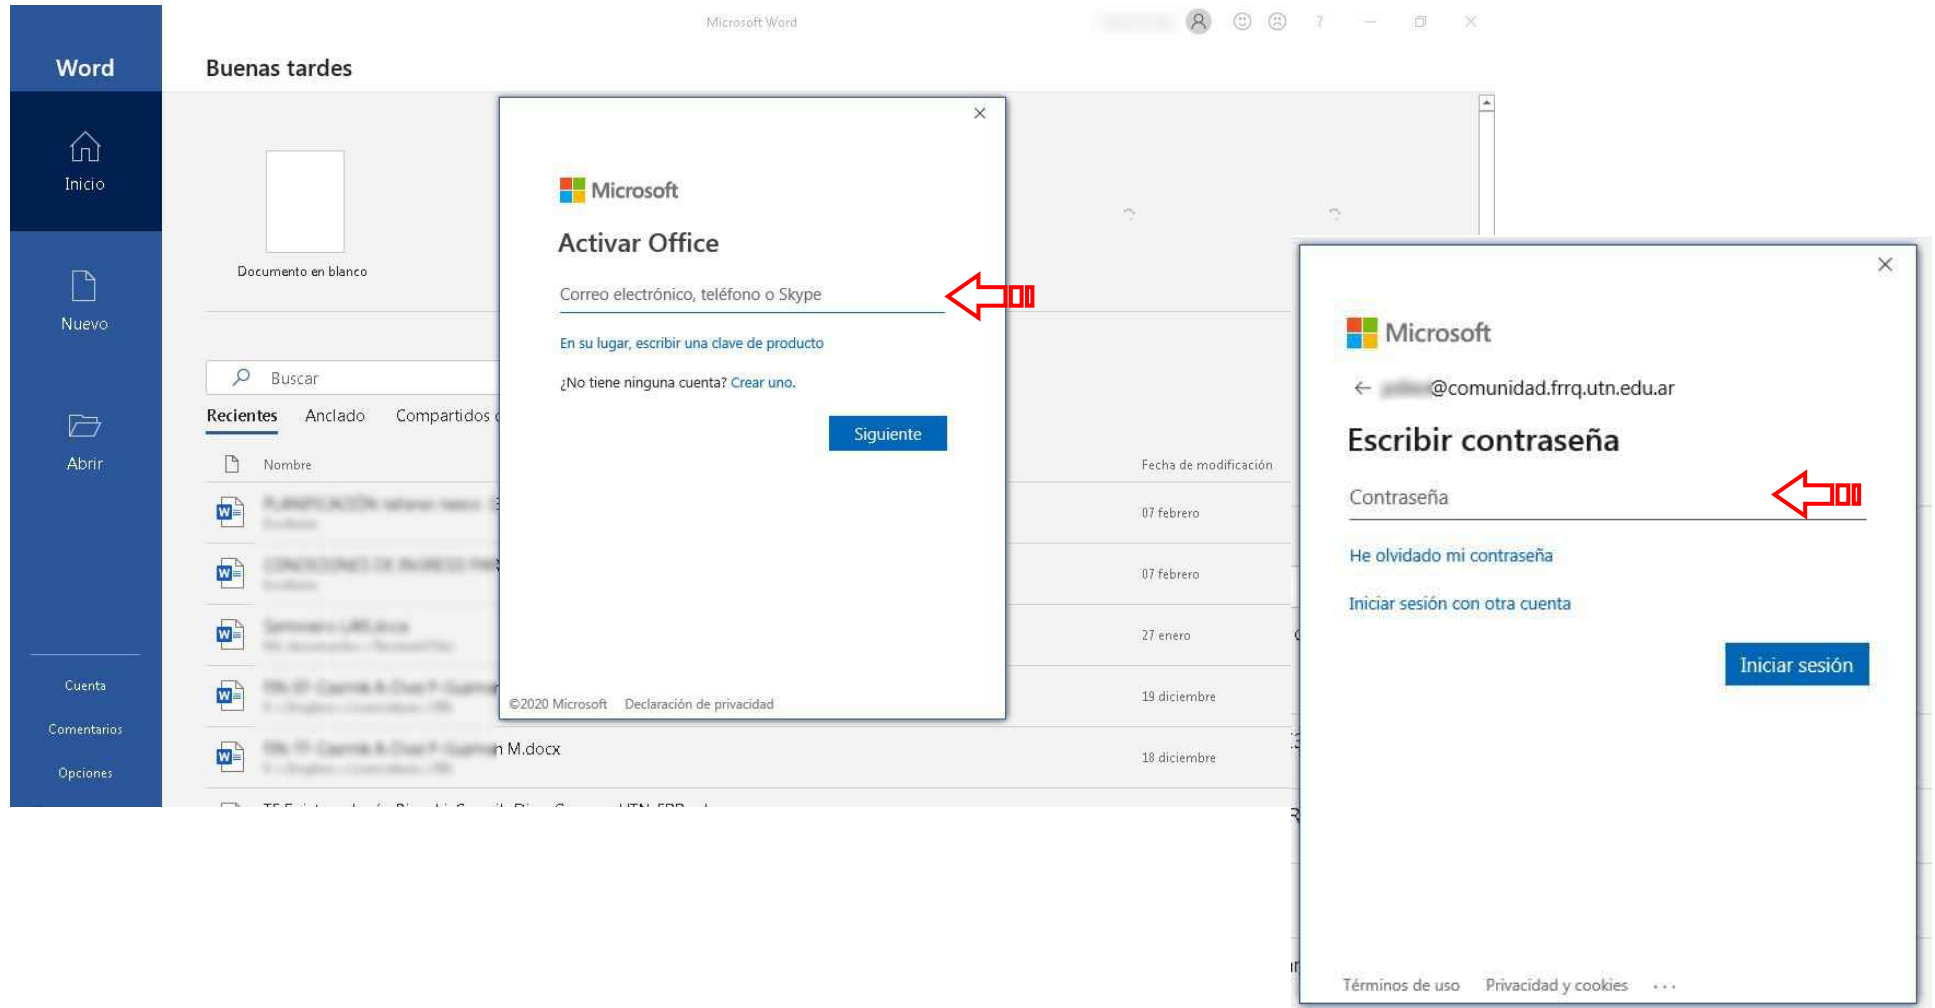 Microsoft Word
?
Word
Buenas tardes
Inicio
Documento en blanco
Nuevo
Buscar
Recientes
Anclado
Compartidos
Abrir
Nombre
Fecha de modificación
07 febrero
07 febrero
27 enero
19 diciembre
M.docx
18 diciembre
Cuenta
Comentarios
Opciones
Microsoft
Activar Office
Correo electrónico, teléfono o Skype
En su lugar, escribir una clave de producto
¿No tiene ninguna cuenta? Crear uno.
Siguiente
©2020 Microsoft Declaración de privacidad
Microsoft
@comunidad.frrq.utn.edu.ar
Escribir contraseña
Contraseña
He olvidado mi contraseña
Iniciar sesión con otra cuenta
Iniciar sesión
Términos de uso Privacidad y cookies ...